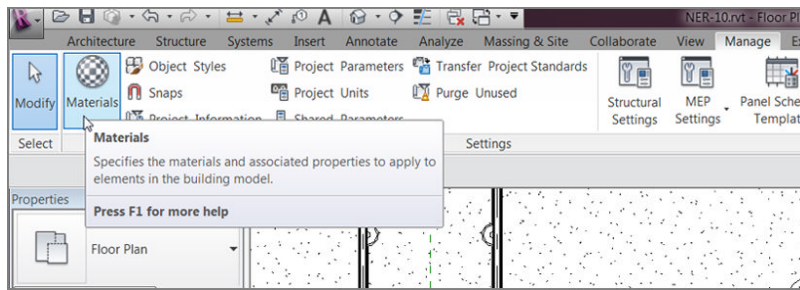 NER-10.rvt - Floor Pl
Architecture Structure Systems Insert Annotate Analyze Massing & Site Collaborate View Manage
Object Styles Project Parameters Transfer Project Standards
Snaps Project Units Purge Unused
Modify Materials Project Information Shared Parameters Structural Settings MEP Settings Panel Sche Templat
Select Settings
Materials
Specifies the materials and associated properties to apply to
elements in the building model.
Press F1 for more help
Properties
Floor Plan